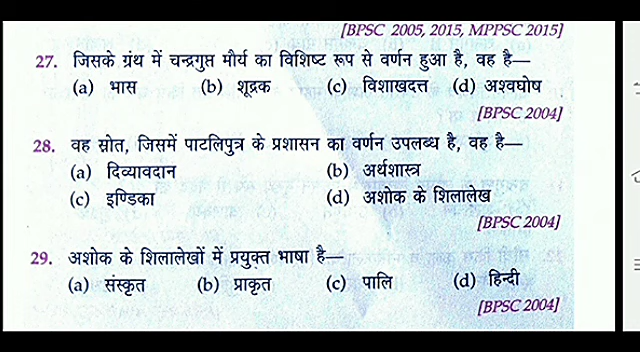 [BPSC 2005, 2015, MPPSC 2015]
27. जिसके ग्रंथ में चन्द्रगुप्त मौर्य का विशिष्ट रूप से वर्णन हुआ है, वह है—
(a) भास (b) शूद्रक (c) विशाखदत्त (d) अश्वघोष
[BPSC 2004]
28. वह स्रोत, जिसमें पाटलिपुत्र के प्रशासन का वर्णन उपलब्ध है, वह है—
(a) दिव्यावदान (b) अर्थशास्त्र
(c) इण्डिका (d) अशोक के शिलालेख
[BPSC 2004]
29. अशोक के शिलालेखों में प्रयुक्त भाषा है—
(a) संस्कृत (b) प्राकृत (c) पालि (d) हिन्दी
[BPSC 2004]